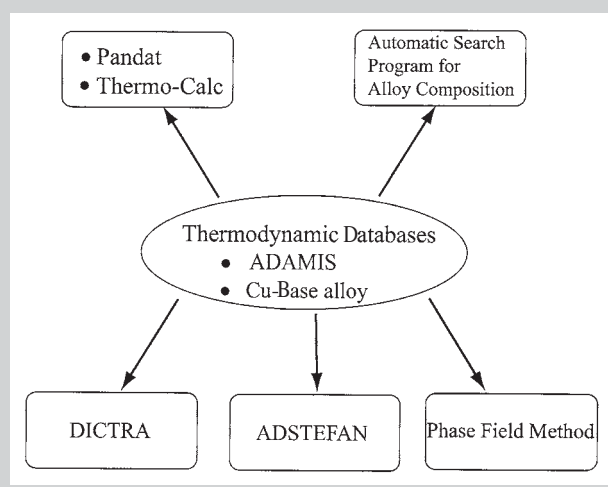 • Pandat
• Thermo-Calc
Automatic Search
Program for
Alloy Composition
Thermodynamic Databases
• ADAMIS
• Cu-Base alloy
DICTRA
ADSTEFAN
Phase Field Method